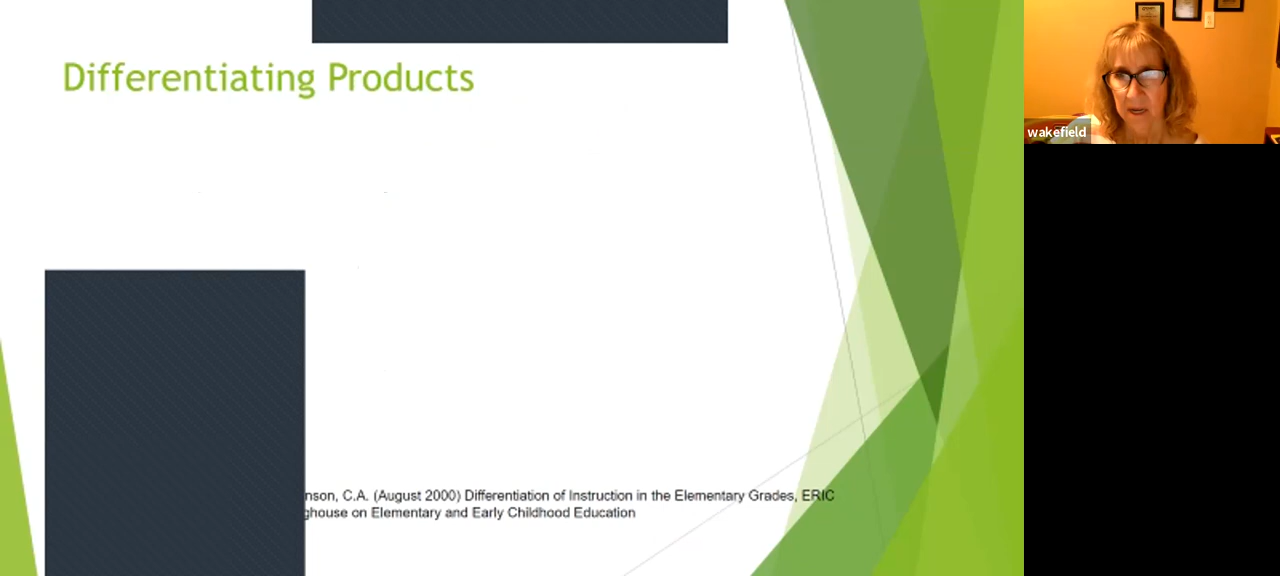 Differentiating Products
wakefield
nson, C.A. (August 2000) Differentiation of Instruction in the Elementary Grades, ERIC
ghouse on Elementary and Early Childhood Education